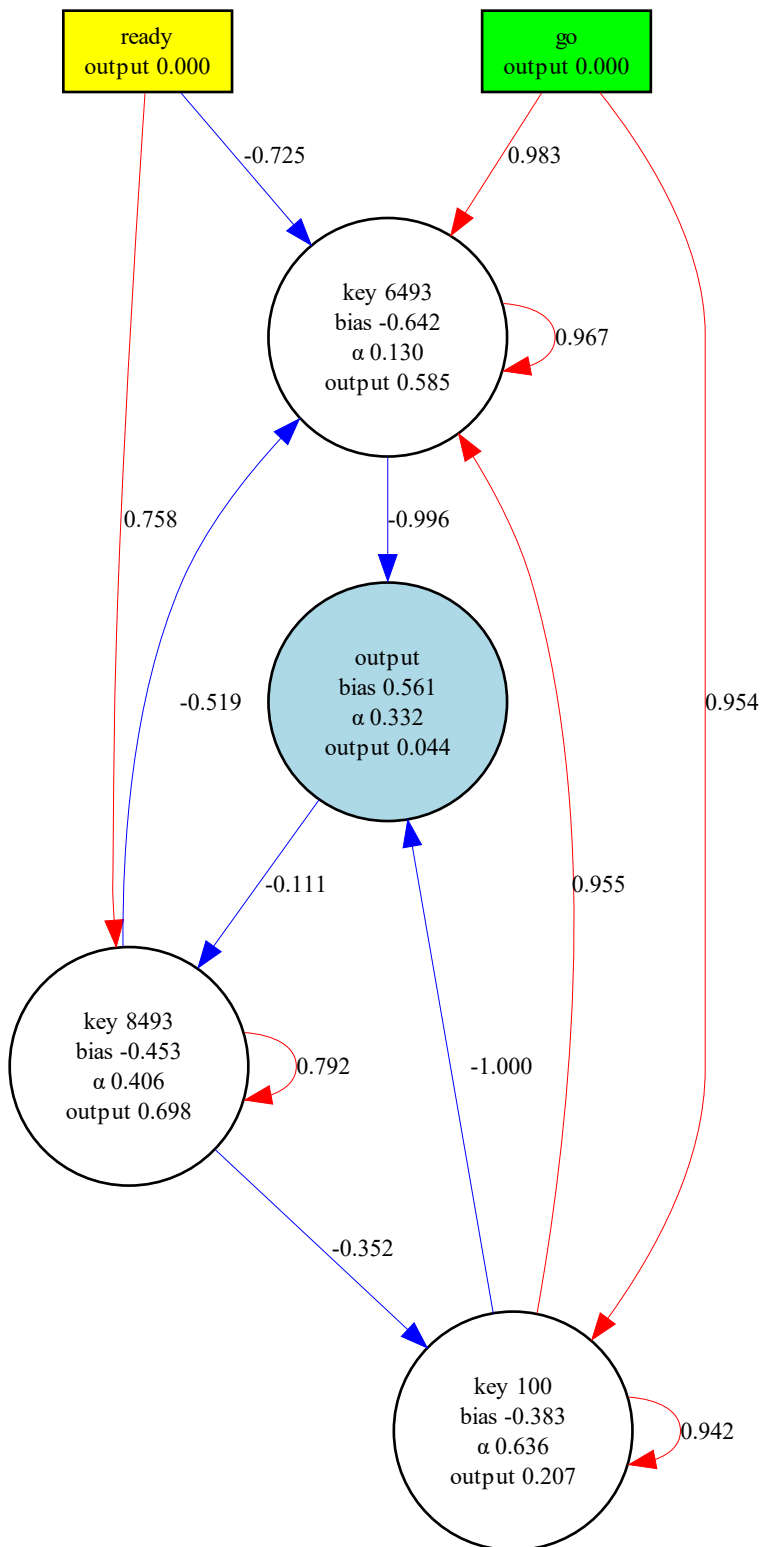 ready
output 0.000
go
output 0.000
-0.725
0.983
key 6493
bias -0.642
α 0.130
output 0.585
0.967
0.758
-0.996
-0.519
output
bias 0.561
α 0.332
output 0.044
0.954
-0.111
0.955
key 8493
bias -0.453
α 0.406
output 0.698
0.792
-1.000
-0.352
key 100
bias -0.383
α 0.636
output 0.207
0.942